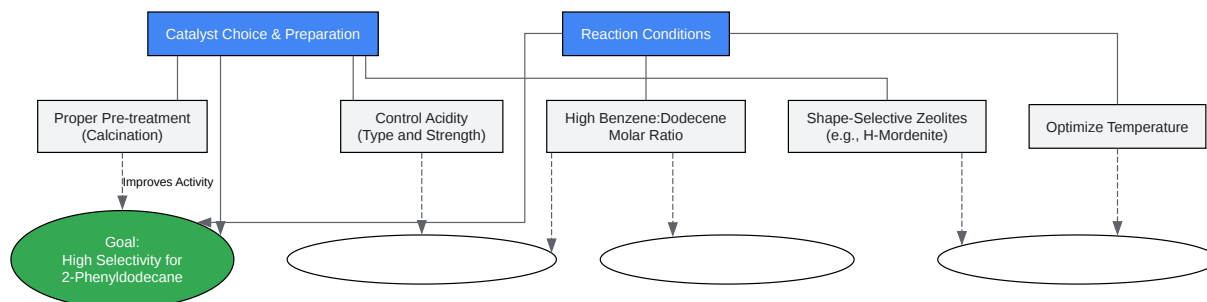 Catalyst Choice & Preparation
Reaction Conditions
Proper Pre-treatment
(Calcination)
Control Acidity
(Type and Strength)
High Benzene:Dodecene
Molar Ratio
Shape-Selective Zeolites
(e.g., H-Mordenite)
Optimize Temperature
Improves Activity
Goal:
High Selectivity for
2-Phenyldodecane